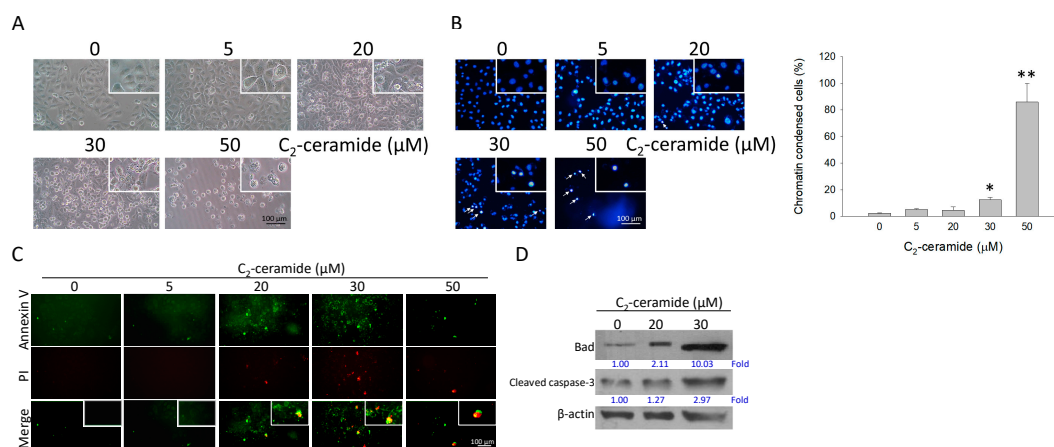 A
0
5
20
30
50
C₂-ceramide (µM)
100 µm
B
0
5
20
30
50
C₂-ceramide (µM)
100 µm
Chromatin condensed cells (%)
120
100
80
60
40
20
0
*
**
0 5 20 30 50
C₂-ceramide (µM)
C
C₂-ceramide (µM)
0 5 20 30 50
Annexin V
PI
Merge
100 µm
D
C₂-ceramide (µM)
0 20 30
Bad
1.00 2.11 10.03 Fold
Cleaved caspase-3
1.00 1.27 2.97 Fold
β-actin